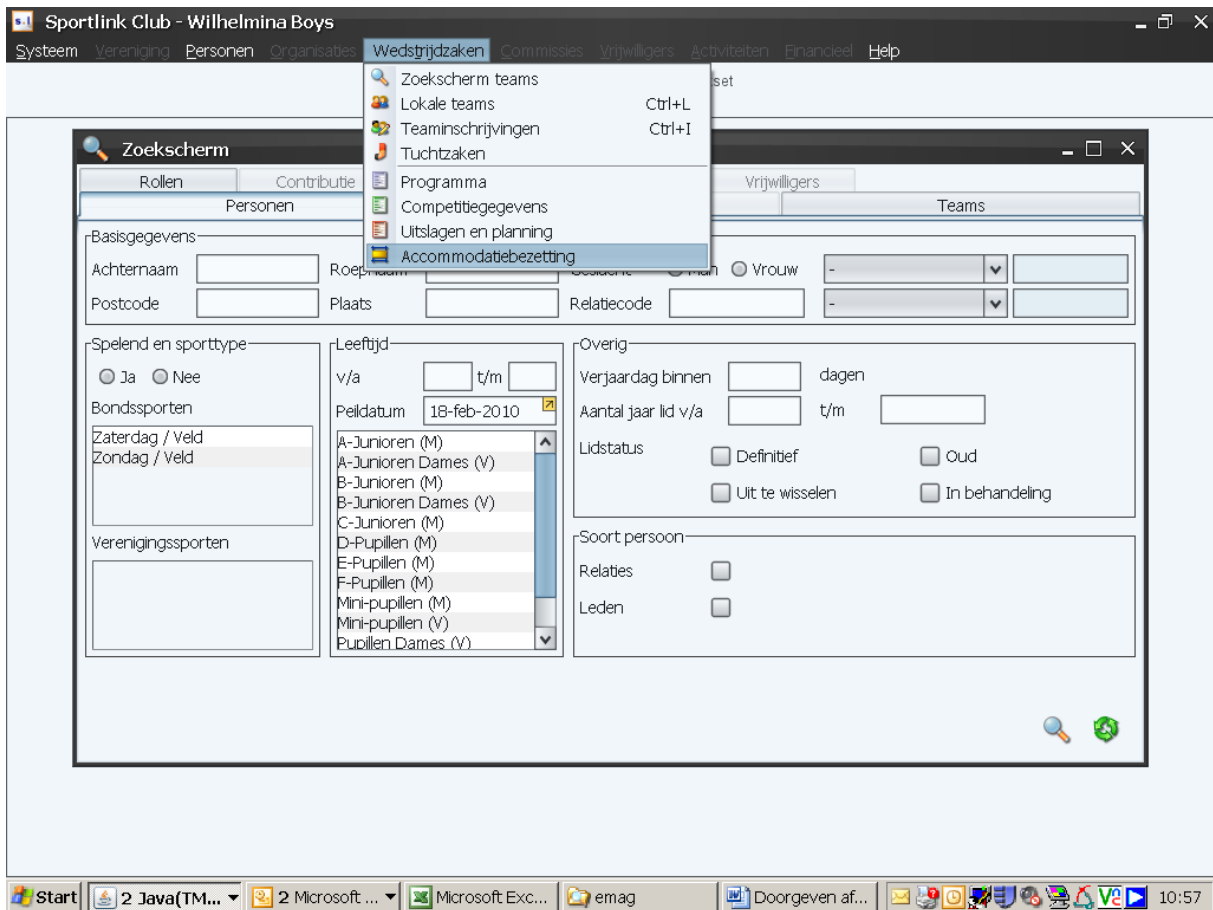 s.l Sportlink Club - Wilhelmina Boys
Systeem Vereniging Personen Organisaties Wedstrijdzaken Commissies Vrijwilligers Activiteiten Financieel Help
Zoekscherm teams
set
Lokale teams Ctrl+L
Teaminschrijvingen Ctrl+I
Tuchtzaken
Programma
Competitiegegevens
Uitslagen en planning
Accommodatiebezetting
Zoekscherm
Rollen Contributie Vrijwilligers
Personen Teams
Basisgegevens
Achternaam Roepnaam Geslacht Man Vrouw -
Postcode Plaats Relatiecode -
Spelend en sporttype
Ja Nee
Bondssporten
Zaterdag / Veld
Zondag / Veld
Verenigingssporten
Leeftijd
v/a t/m
Peildatum 18-feb-2010
A-Junioren (M)
A-Junioren Dames (V)
B-Junioren (M)
B-Junioren Dames (V)
C-Junioren (M)
D-Pupillen (M)
E-Pupillen (M)
F-Pupillen (M)
Mini-pupillen (M)
Mini-pupillen (V)
Pupillen Dames (V)
Overig
Verjaardag binnen dagen
Aantal jaar lid v/a t/m
Lidstatus Definitief Oud
Uit te wisselen In behandeling
Soort persoon
Relaties
Leden
Start 2 Java(TM... 2 Microsoft ... Microsoft Exc... emag Doorgeven af... 10:57